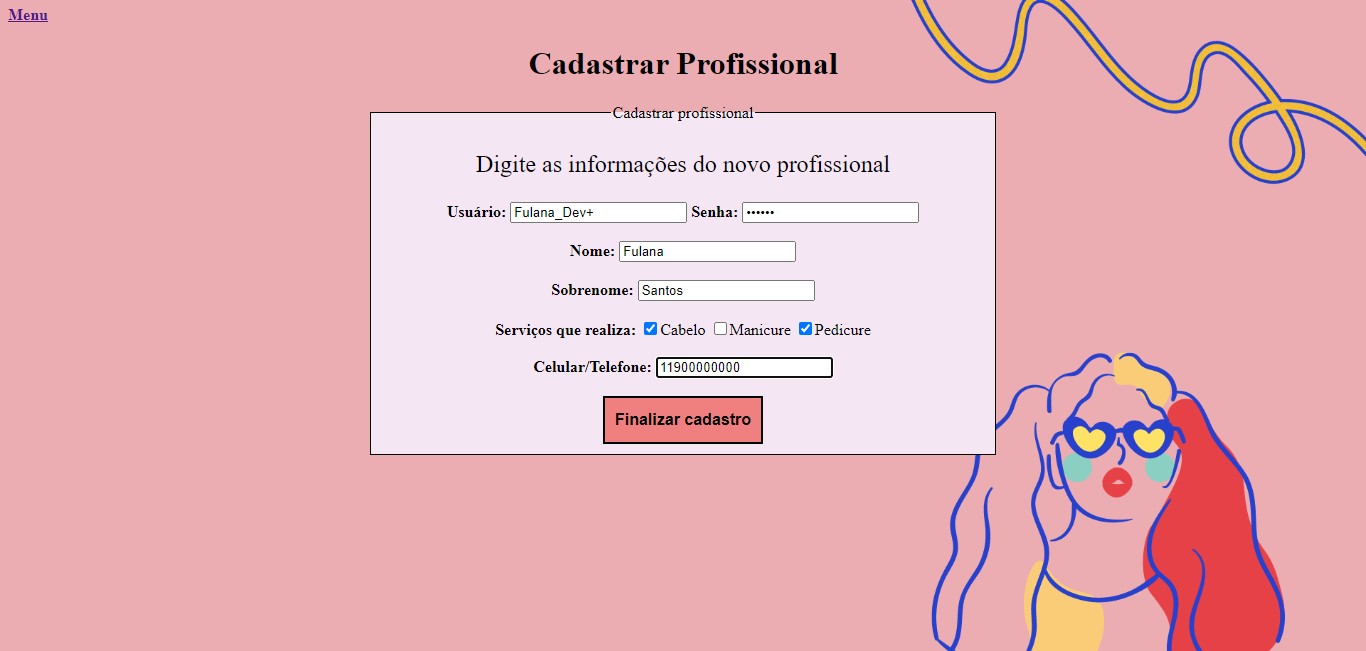 Menu
Cadastrar Profissional
Cadastrar profissional
Digite as informações do novo profissional
Usuário: Fulana_Dev+ Senha: ••••••
Nome: Fulana
Sobrenome: Santos
Serviços que realiza: Cabelo Manicure Pedicure
Celular/Telefone: 11900000000
Finalizar cadastro